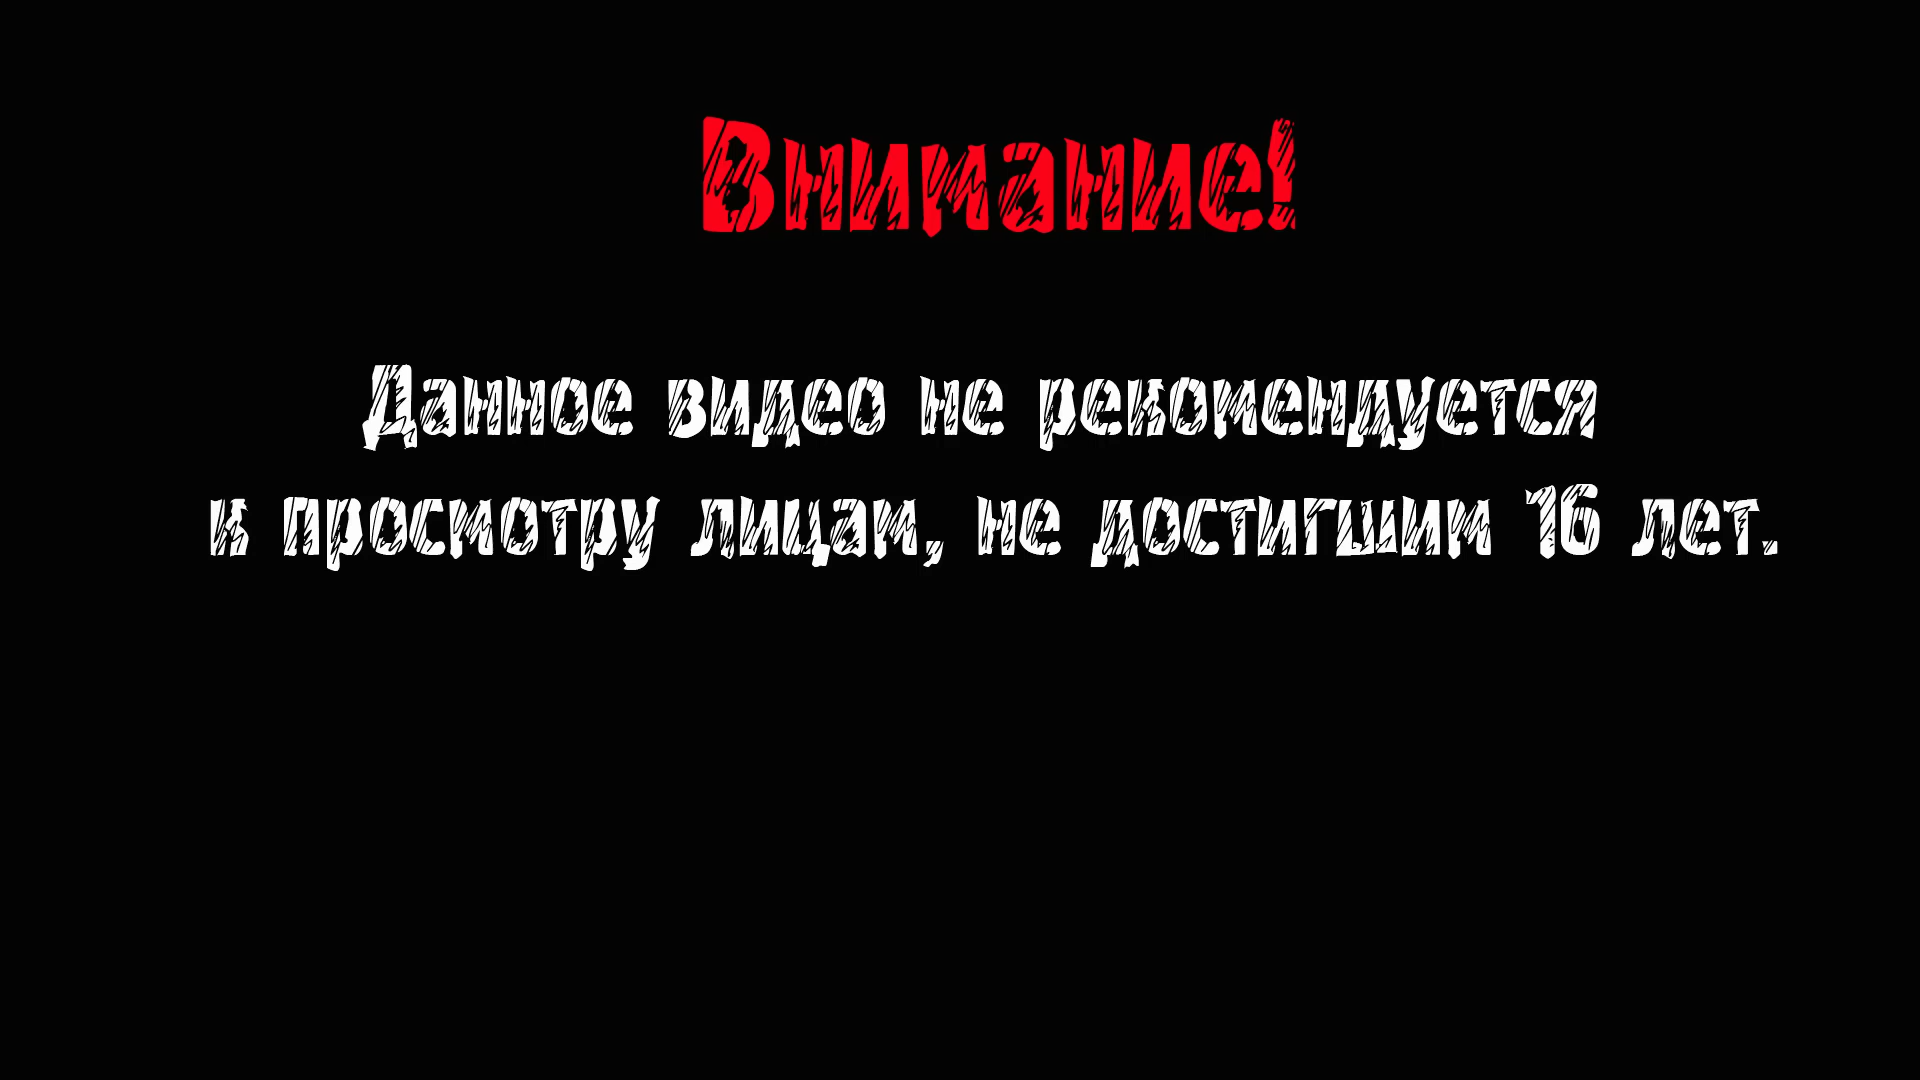 Внимание!
Данное видео не рекомендуется
к просмотру лицам, не достигшим 16 лет.